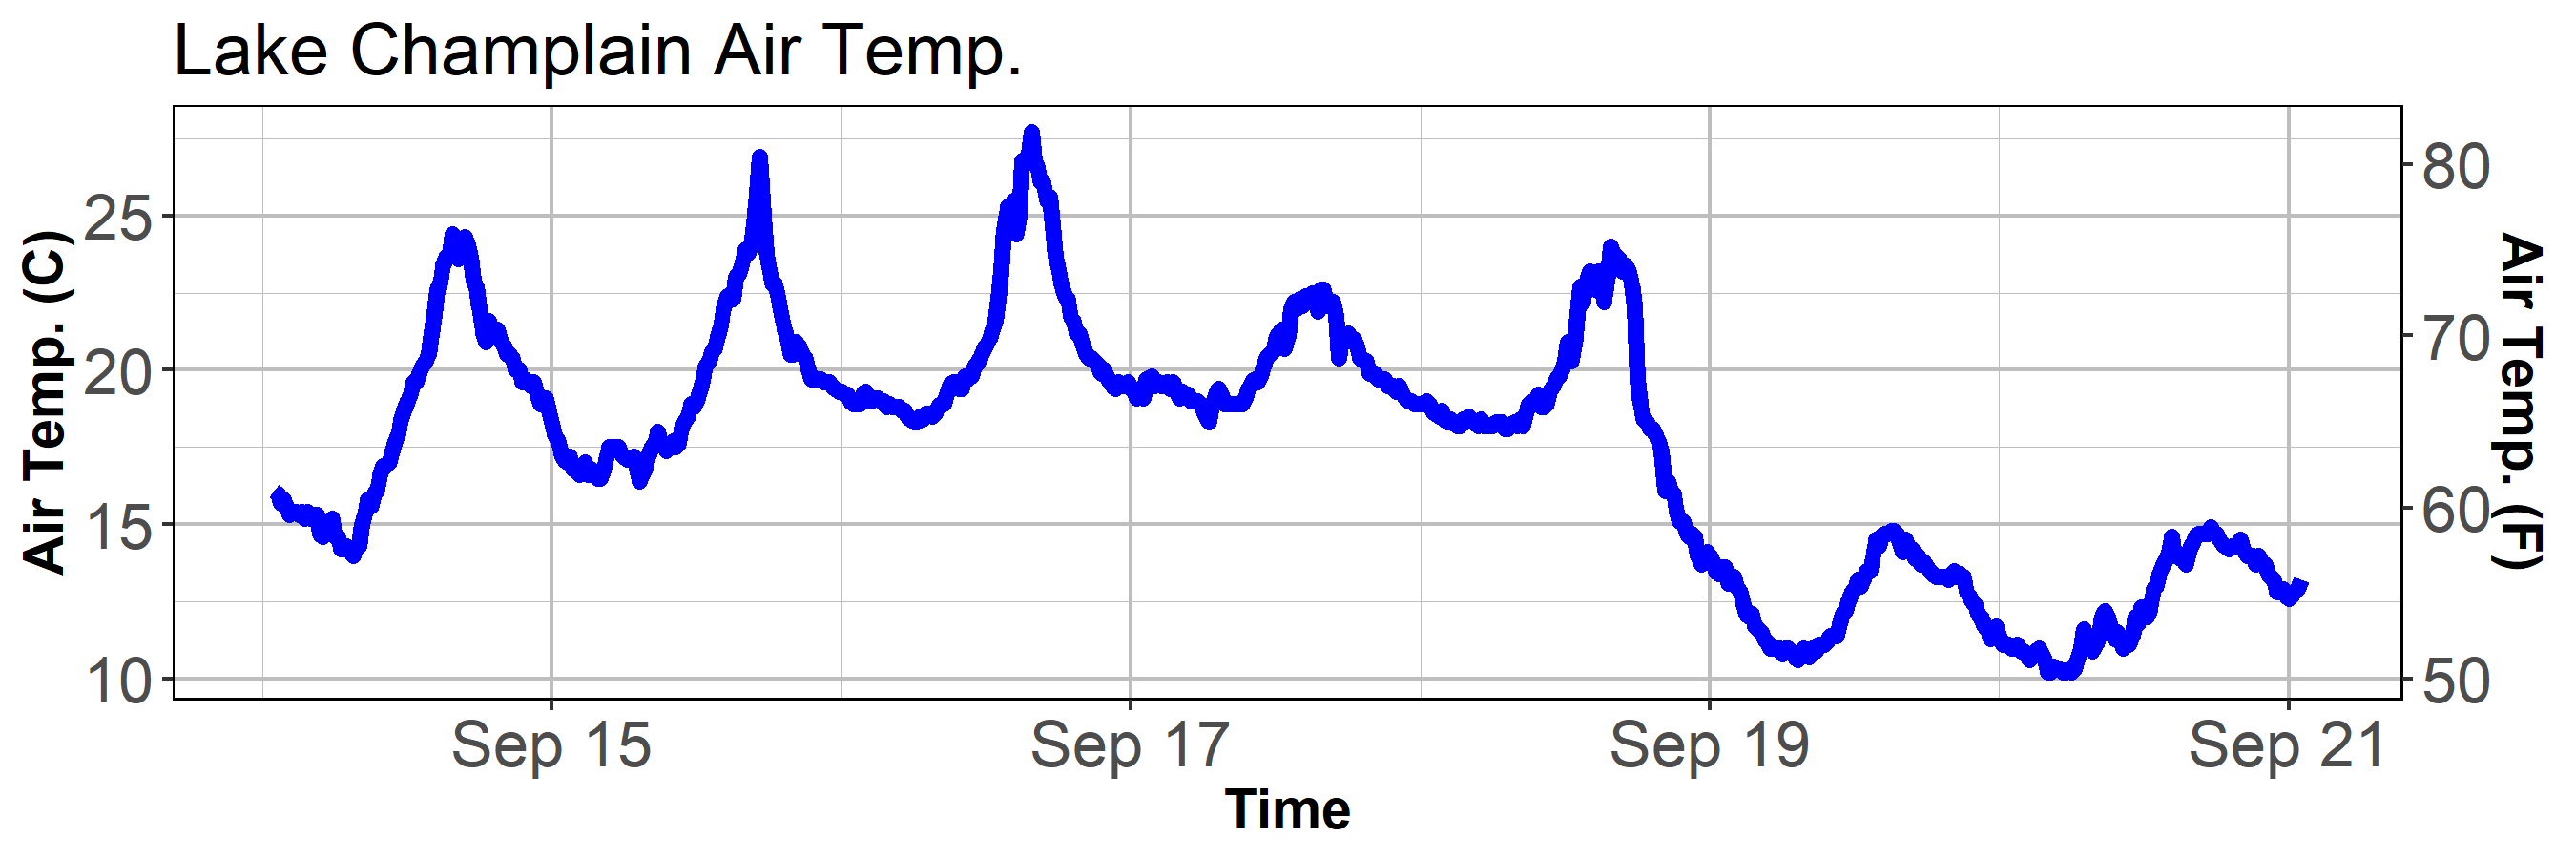 Lake Champlain Air Temp.
Air Temp. (C)
25
20
15
10
80
70
60
50
Air Temp. (F)
Sep 15
Sep 17
Sep 19
Sep 21
Time